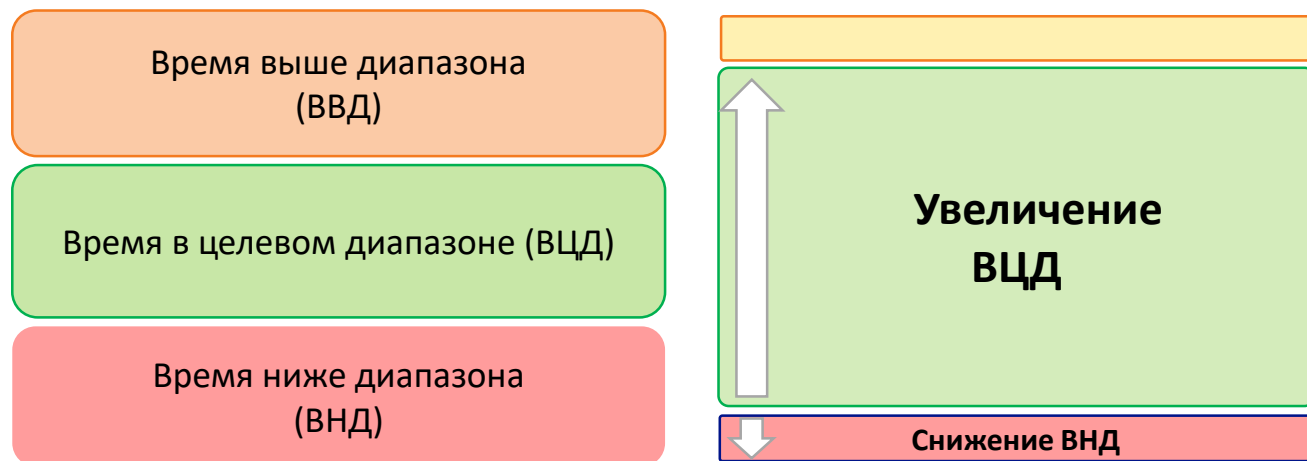 Время выше диапазона
(ВВД)
Время в целевом диапазоне (ВЦД)
Время ниже диапазона
(ВНД)
Увеличение
ВЦД
Снижение ВНД